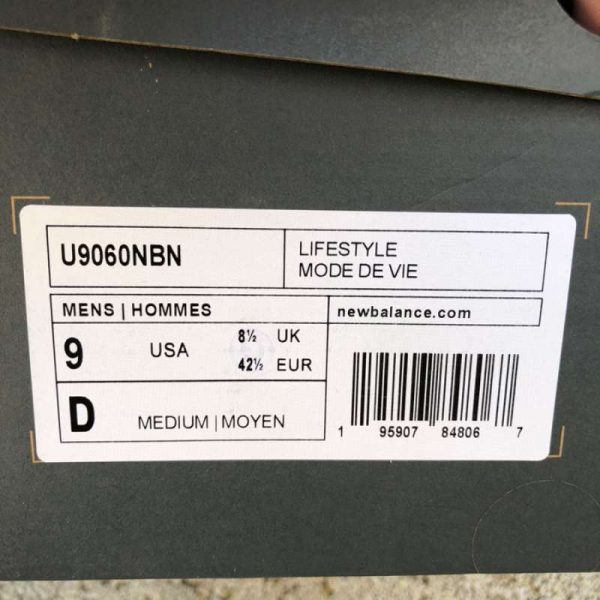 U9060NBN
LIFESTYLE
MODE DE VIE
MENS | HOMMES
newbalance.com
9 USA
8½ UK
42½ EUR
D MEDIUM | MOYEN
1 95907 84806 7